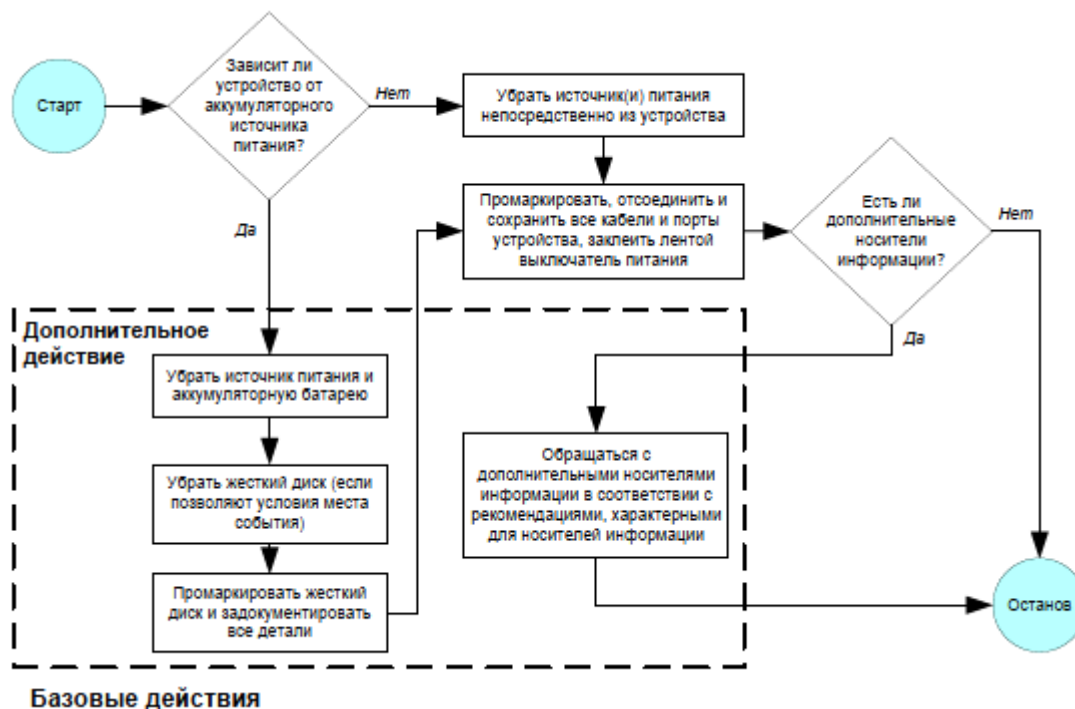 Старт
Зависит ли
устройство от
аккумуляторного
источника
питания?
Нет
Убрать источник(и) питания
непосредственно из устройства
Да
Промаркировать, отсоединить и
сохранить все кабели и порты
устройства, заклеить лентой
выключатель питания
Есть ли
дополнительные
носители
информации?
Нет
Да
Дополнительное
действие
Убрать источник питания и
аккумуляторную батарею
Убрать жесткий диск (если
позволяют условия места
события)
Промаркировать жесткий
диск и задокументировать
все детали
Обращаться с
дополнительными носителями
информации в соответствии с
рекомендациями, характерными
для носителей информации
Останов
Базовые действия